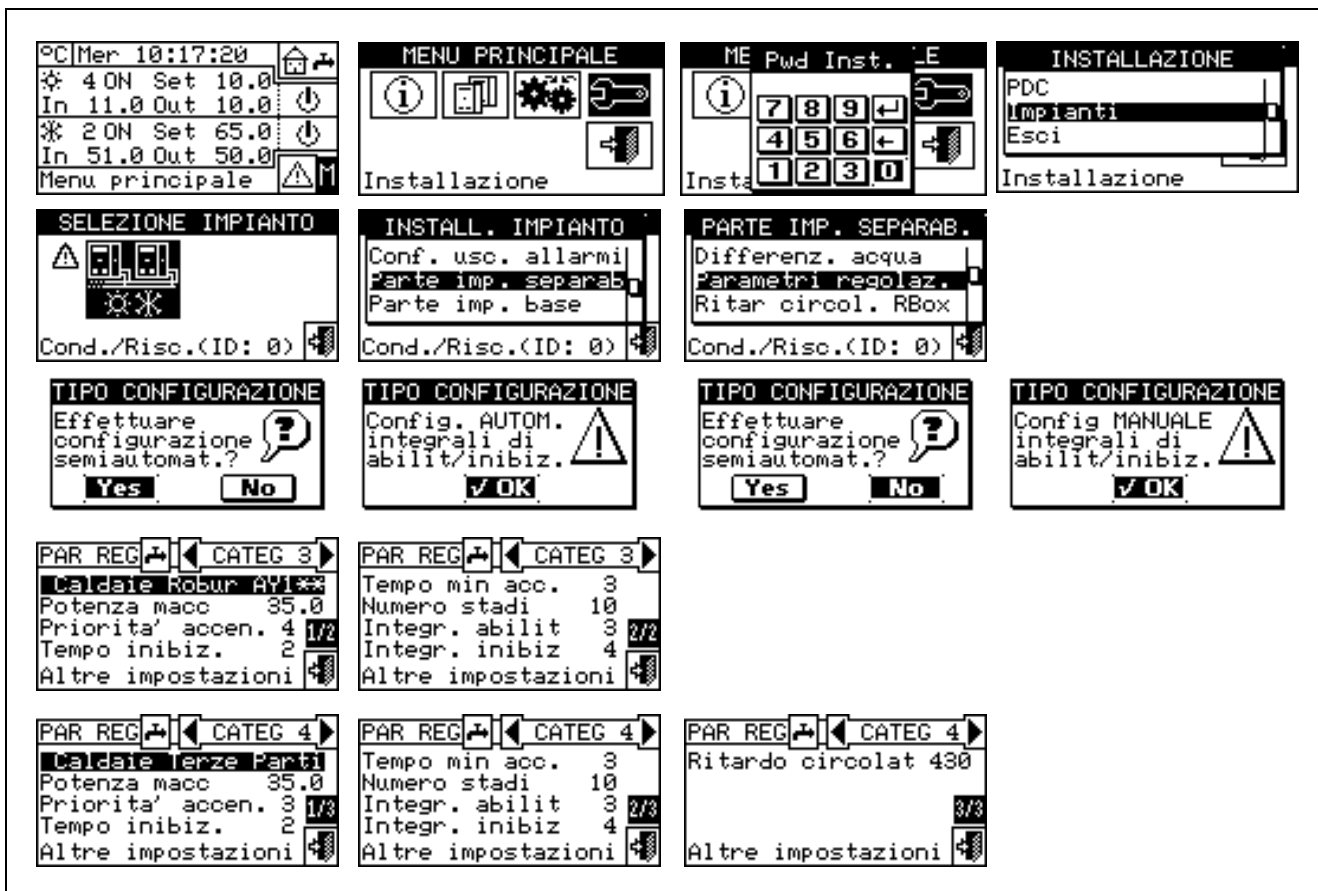 °C Mer 10:17:20
4 ON Set 10.0
In 11.0 Out 10.0
2 ON Set 65.0
In 51.0 Out 50.0
Menu principale M
MENU PRINCIPALE
i
Installazione
ME Pwd Inst. LE
i
7 8 9
4 5 6
1 2 3 0
Insta
INSTALLAZIONE
PDC
Impianti
Esci
Installazione
SELEZIONE IMPIANTO
Cond./Risc.(ID: 0)
INSTALL. IMPIANTO
Conf. usc. allarmi
Parte imp. separab
Parte imp. base
Cond./Risc.(ID: 0)
PARTE IMP. SEPARAB.
Differenz. acqua
Parametri regolaz.
Ritar circol. RBox
Cond./Risc.(ID: 0)
TIPO CONFIGURAZIONE
Effettuare
configurazione
semiautomat.?
?
Yes No
TIPO CONFIGURAZIONE
Config. AUTOM.
integrali di
abilit/inibiz.
!
√ OK
TIPO CONFIGURAZIONE
Effettuare
configurazione
semiautomat.?
?
Yes No
TIPO CONFIGURAZIONE
Config MANUALE
integrali di
abilit/inibiz.
!
√ OK
PAR REG CATEG 3
Caldaie Robur AY1**
Potenza macc 35.0
Priorita' accen. 4 1/2
Tempo inibiz. 2
Altre impostazioni
PAR REG CATEG 3
Tempo min acc. 3
Numero stadi 10
Integr. abilit 3 2/2
Integr. inibiz 4
Altre impostazioni
PAR REG CATEG 4
Caldaie Terze Parti
Potenza macc 35.0
Priorita' accen. 3 1/3
Tempo inibiz. 2
Altre impostazioni
PAR REG CATEG 4
Tempo min acc. 3
Numero stadi 10
Integr. abilit 3 2/3
Integr. inibiz 4
Altre impostazioni
PAR REG CATEG 4
Ritardo circolat 430
3/3
Altre impostazioni